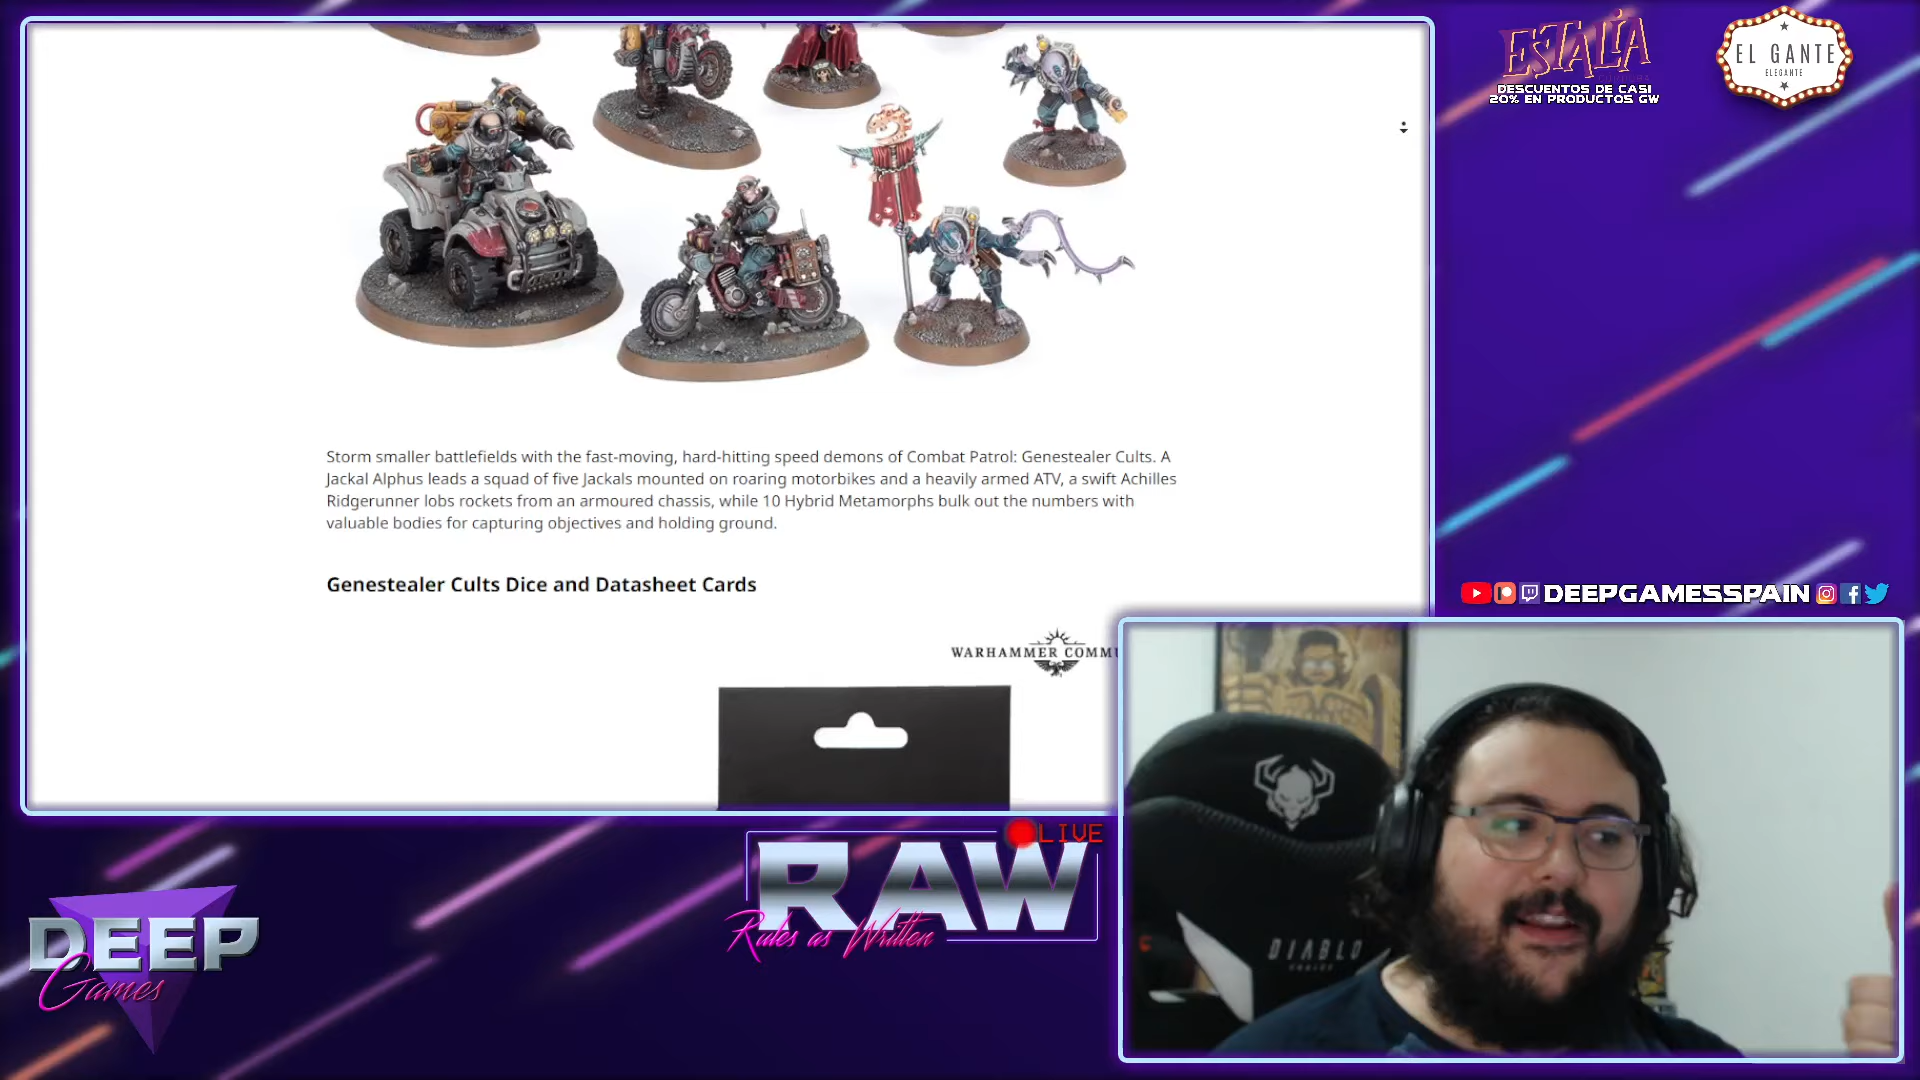 ESTALIA
DESCUENTOS DE CASI
20% EN PRODUCTOS GW
EL GANTE
ELEGANTE
Storm smaller battlefields with the fast-moving, hard-hitting speed demons of Combat Patrol: Genestealer Cults. A
Jackal Alphus leads a squad of five Jackals mounted on roaring motorbikes and a heavily armed ATV, a swift Achilles
Ridgerunner lobs rockets from an armoured chassis, while 10 Hybrid Metamorphs bulk out the numbers with
valuable bodies for capturing objectives and holding ground.
Genestealer Cults Dice and Datasheet Cards
WARHAMMER COMMU
DEEPGAMESSPAIN
LIVE
RAW
Rules as Written
DEEP
Games
DIABLO